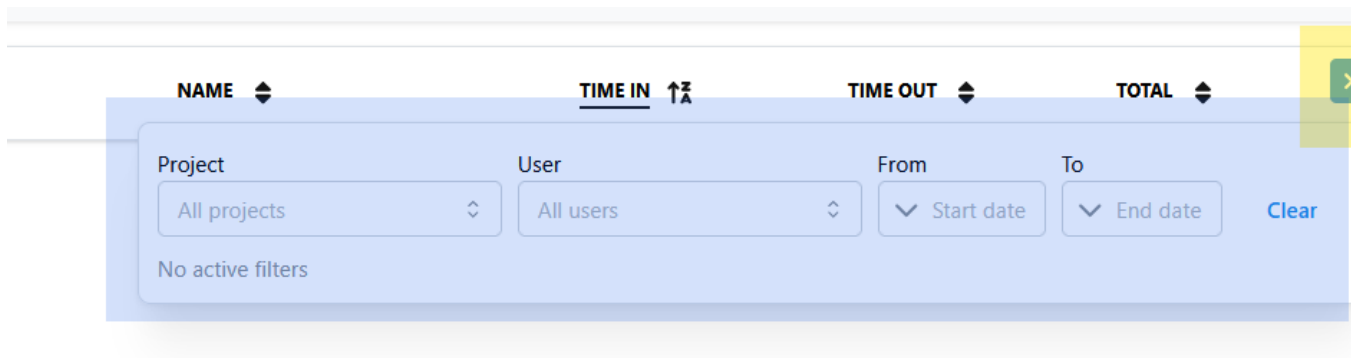 NAME TIME IN TIME OUT TOTAL
Project User From To
All projects All users Start date End date Clear
No active filters